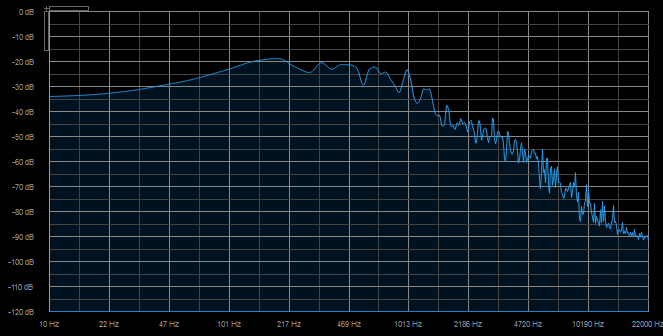 0 dB
-10 dB
-20 dB
-30 dB
-40 dB
-50 dB
-60 dB
-70 dB
-80 dB
-90 dB
-100 dB
-110 dB
-120 dB
10 Hz 22 Hz 47 Hz 101 Hz 217 Hz 469 Hz 1013 Hz 2186 Hz 4720 Hz 10190 Hz 22000 Hz